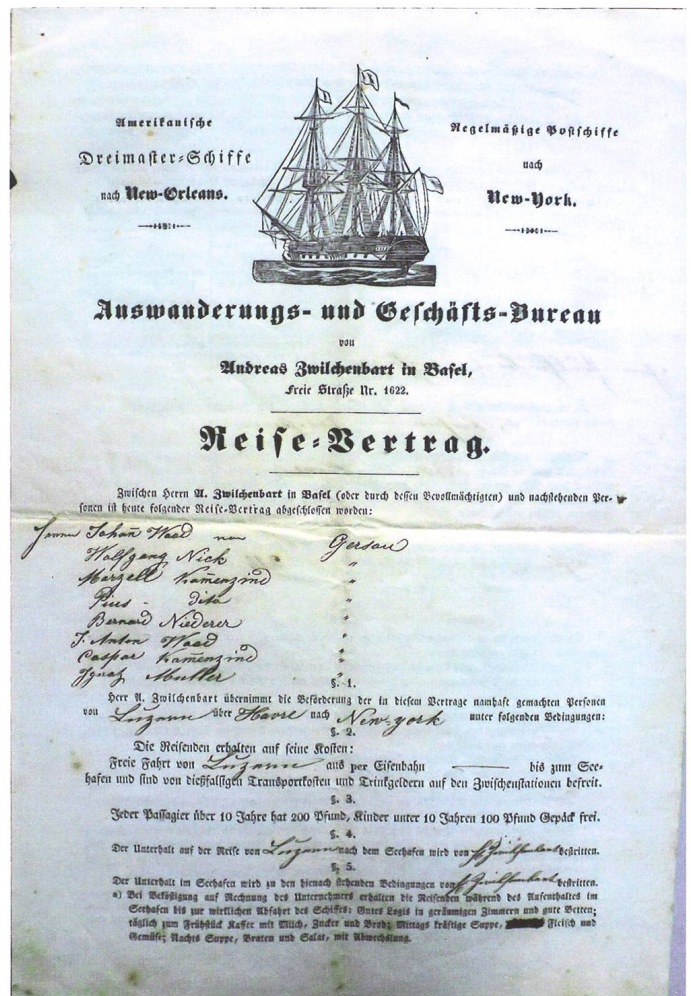 Amerikanische
Dreimaster-Schiffe
nach New-Orleans.
Regelmäßige Postschiffe
nach
New-York.
Auswanderungs- und Geschäfts-Bureau
von
Andreas Zwilchenbart in Basel,
Freie Straße Nr. 1622.
Reise-Vertrag.
Zwischen Herrn A. Zwilchenbart in Basel (oder durch dessen Bevollmächtigten) und nachstehenden Per-
sonen ist heute folgender Reise-Vertrag abgeschlossen worden:
Johañ Waad von Gersau
Wolfgang Nick "
Marzell Kam̄enzind "
Pius - dito "
Bernard Niederer "
J. Anton Waad "
Caspar Kam̄enzind "
Ignaz Muller "
§. 1.
Herr A. Zwilchenbart übernimmt die Beförderung der in diesem Vertrage namhaft gemachten Personen
von Luzern über Havre nach New-york unter folgenden Bedingungen:
§. 2.
Die Reisenden erhalten auf seine Kosten:
Freie Fahrt von Luzern aus per Eisenbahn — bis zum See-
hafen und sind von dießfallsigen Transportkosten und Trinkgeldern auf den Zwischenstationen befreit.
§. 3.
Jeder Passagier über 10 Jahre hat 200 Pfund, Kinder unter 10 Jahren 100 Pfund Gepäck frei.
§. 4.
Der Unterhalt auf der Reise von Luzern nach dem Seehafen wird von Zwilchenbart bestritten.
§. 5.
Der Unterhalt im Seehafen wird zu den hienach stehenden Bedingungen von Zwilchenbart bestritten.
a) Bei Beköstigung auf Rechnung des Unternehmers erhalten die Reisenden während des Aufenthaltes im
Seehafen bis zur wirklichen Abfahrt des Schiffes: Gutes Logis in geräumigen Zimmern und gute Betten;
täglich zum Frühstück Kaffee mit Milch, Zucker und Brod; Mittags kräftige Suppe, Fleisch und
Gemüse; Nachts Suppe, Braten und Salat, mit Abwechslung.